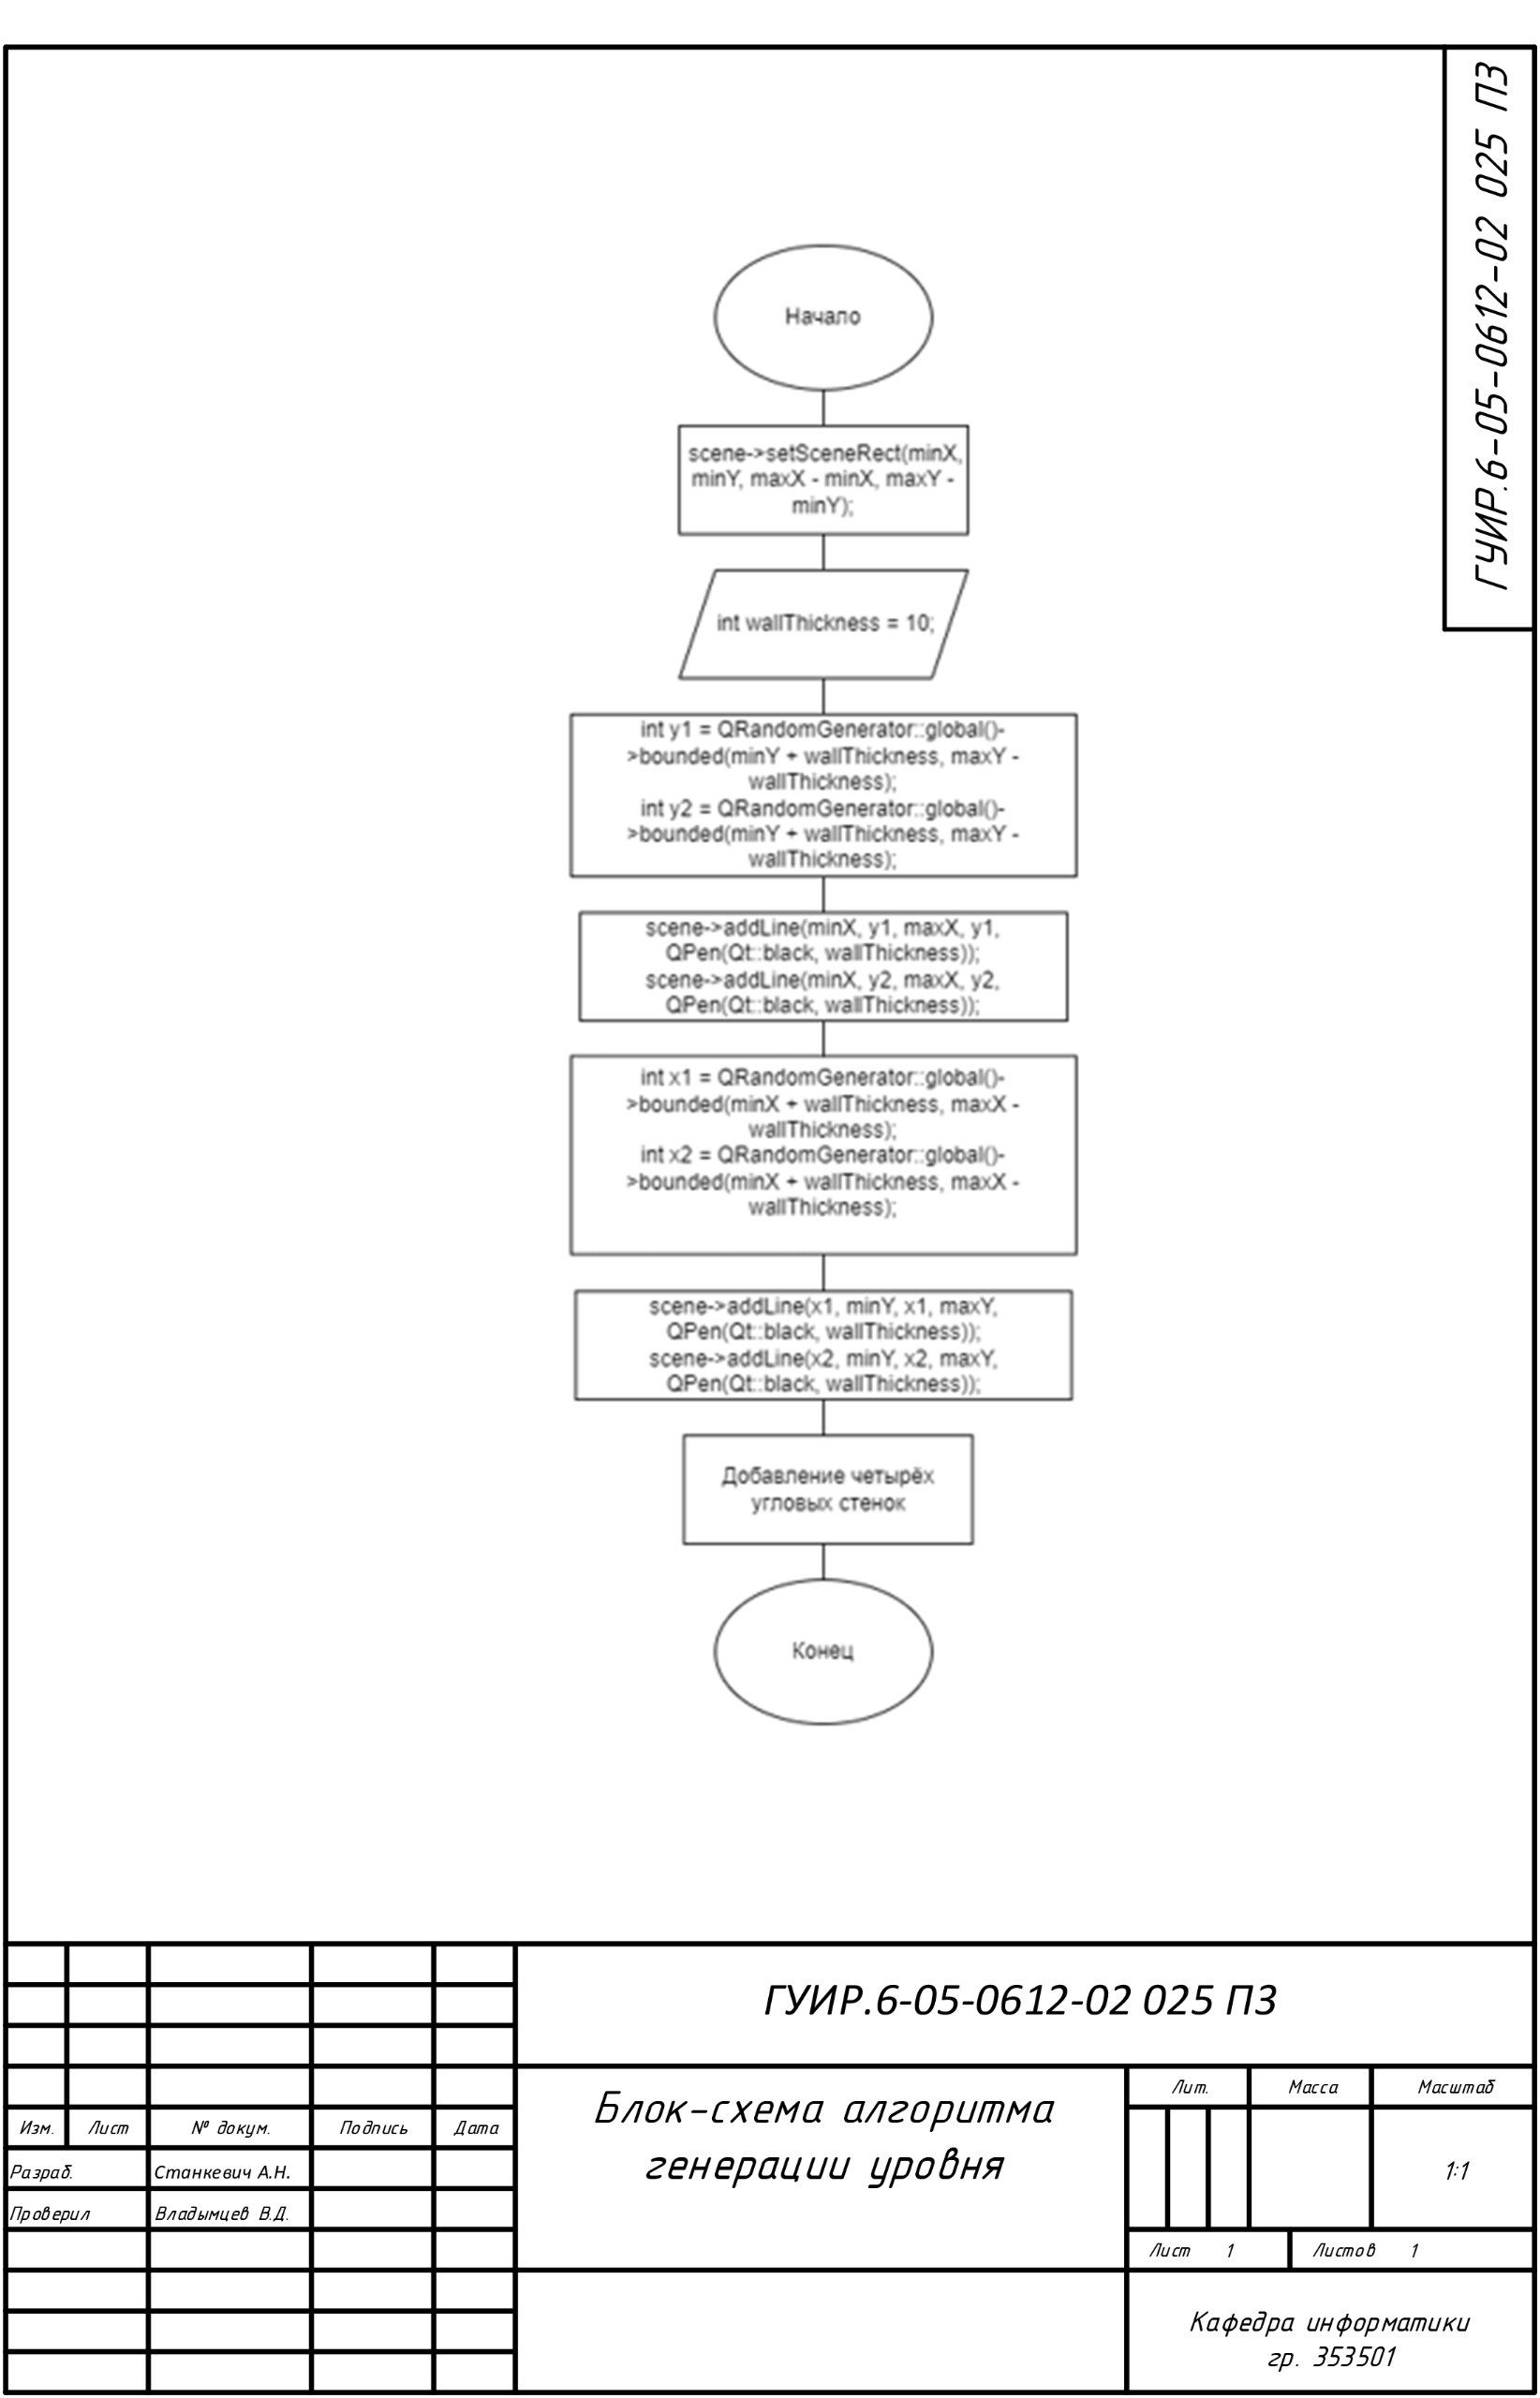 ГУИР.6-05-0612-02 025 ПЗ
Начало
scene->setSceneRect(minX,
minY, maxX - minX, maxY -
minY);
int wallThickness = 10;
int y1 = QRandomGenerator::global()-
>bounded(minY + wallThickness, maxY -
wallThickness);
int y2 = QRandomGenerator::global()-
>bounded(minY + wallThickness, maxY -
wallThickness);
scene->addLine(minX, y1, maxX, y1,
QPen(Qt::black, wallThickness));
scene->addLine(minX, y2, maxX, y2,
QPen(Qt::black, wallThickness));
int x1 = QRandomGenerator::global()-
>bounded(minX + wallThickness, maxX -
wallThickness);
int x2 = QRandomGenerator::global()-
>bounded(minX + wallThickness, maxX -
wallThickness);
scene->addLine(x1, minY, x1, maxY,
QPen(Qt::black, wallThickness));
scene->addLine(x2, minY, x2, maxY,
QPen(Qt::black, wallThickness));
Добавление четырёх
угловых стенок
Конец
ГУИР.6-05-0612-02 025 ПЗ
Блок-схема алгоритма
генерации уровня
Лит. Масса Масштаб
1:1
Изм. Лист № докум. Подпись Дата
Разраб. Станкевич А.Н.
Проверил Владымцев В.Д.
Лист 1 Листов 1
Кафедра информатики
гр. 353501